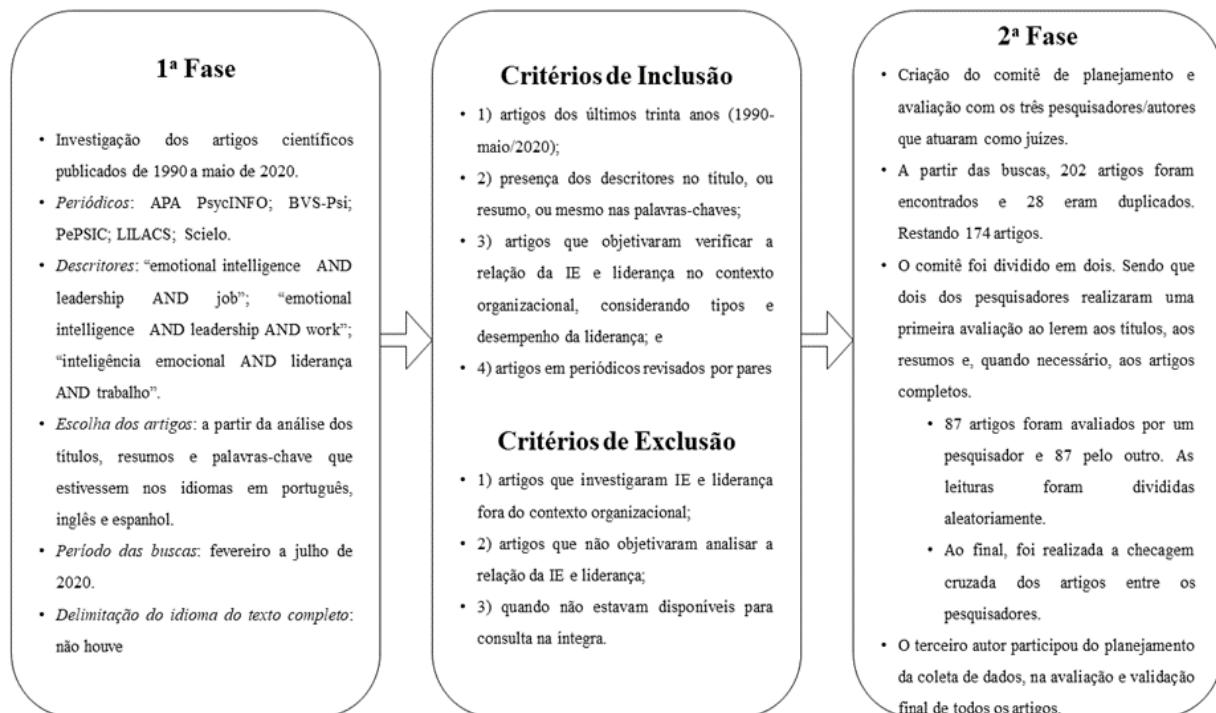 1ª Fase
• Investigação dos artigos científicos
publicados de 1990 a maio de 2020.
• Periódicos: APA PsycINFO; BVS-Psi;
PePSIC; LILACS; Scielo.
• Descritores: “emotional intelligence AND
leadership AND job”; “emotional
intelligence AND leadership AND work”;
“inteligência emocional AND liderança
AND trabalho”.
• Escolha dos artigos: a partir da análise dos
títulos, resumos e palavras-chave que
estivessem nos idiomas em português,
inglês e espanhol.
• Período das buscas: fevereiro a julho de
2020.
• Delimitação do idioma do texto completo:
não houve
Critérios de Inclusão
• 1) artigos dos últimos trinta anos (1990-
maio/2020);
• 2) presença dos descritores no título, ou
resumo, ou mesmo nas palavras-chaves;
• 3) artigos que objetivaram verificar a
relação da IE e liderança no contexto
organizacional, considerando tipos e
desempenho da liderança; e
• 4) artigos em periódicos revisados por pares
Critérios de Exclusão
• 1) artigos que investigaram IE e liderança
fora do contexto organizacional;
• 2) artigos que não objetivaram analisar a
relação da IE e liderança;
• 3) quando não estavam disponíveis para
consulta na íntegra.
2ª Fase
• Criação do comitê de planejamento e
avaliação com os três pesquisadores/autores
que atuaram como juízes.
• A partir das buscas, 202 artigos foram
encontrados e 28 eram duplicados.
Restando 174 artigos.
• O comitê foi dividido em dois. Sendo que
dois dos pesquisadores realizaram uma
primeira avaliação ao lerem aos títulos, aos
resumos e, quando necessário, aos artigos
completos.
• 87 artigos foram avaliados por um
pesquisador e 87 pelo outro. As
leituras foram divididas
aleatoriamente.
• Ao final, foi realizada a checagem
cruzada dos artigos entre os
pesquisadores.
• O terceiro autor participou do planejamento
da coleta de dados, na avaliação e validação
final de todos os artigos.